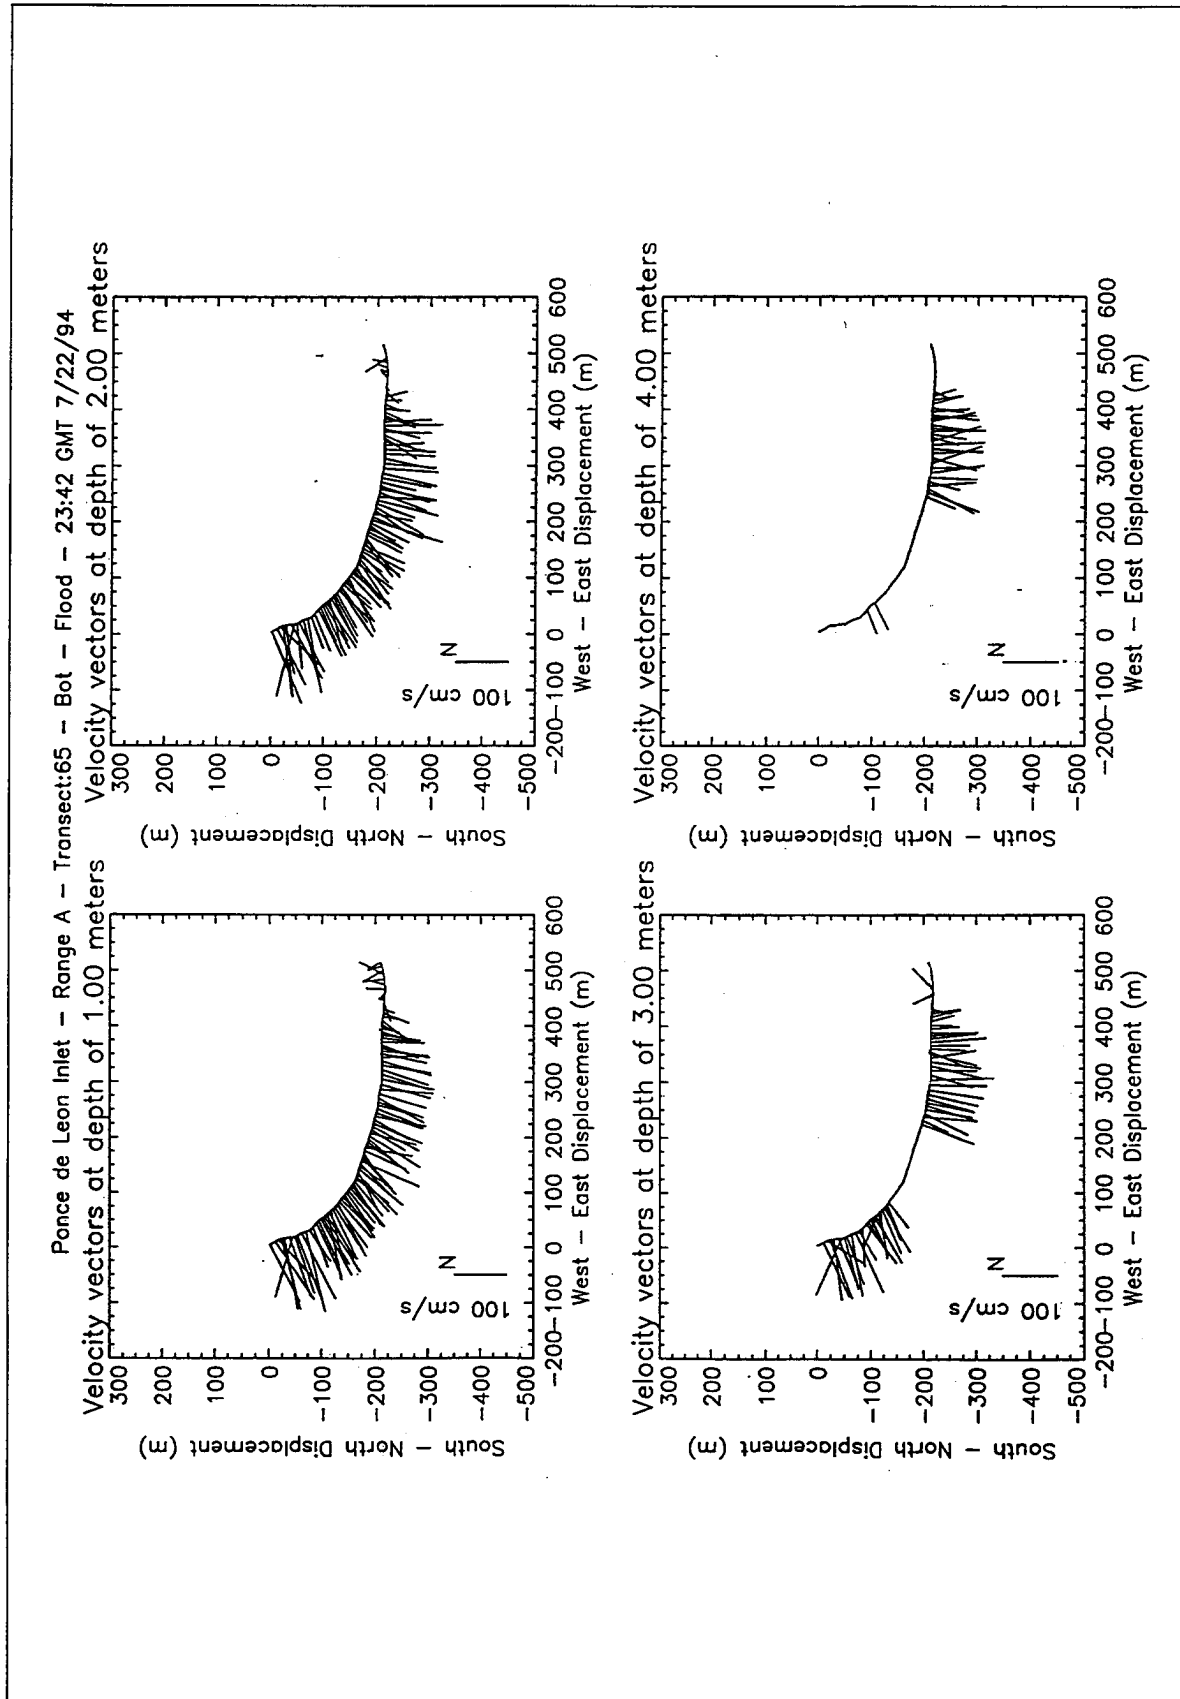 Ponce de Leon Inlet - Range A - Transect:65 - Bot - Flood - 23:42 GMT 7/22/94
Velocity vectors at depth of 1.00 meters
300
200
100
0
-100
-200
-300
-400
-500
South - North Displacement (m)
100 cm/s
N
-200-100 0 100 200 300 400 500 600
West - East Displacement (m)
Velocity vectors at depth of 2.00 meters
300
200
100
0
-100
-200
-300
-400
-500
South - North Displacement (m)
100 cm/s
N
-200-100 0 100 200 300 400 500 600
West - East Displacement (m)
Velocity vectors at depth of 3.00 meters
300
200
100
0
-100
-200
-300
-400
-500
South - North Displacement (m)
100 cm/s
N
-200-100 0 100 200 300 400 500 600
West - East Displacement (m)
Velocity vectors at depth of 4.00 meters
300
200
100
0
-100
-200
-300
-400
-500
South - North Displacement (m)
100 cm/s
N
-200-100 0 100 200 300 400 500 600
West - East Displacement (m)